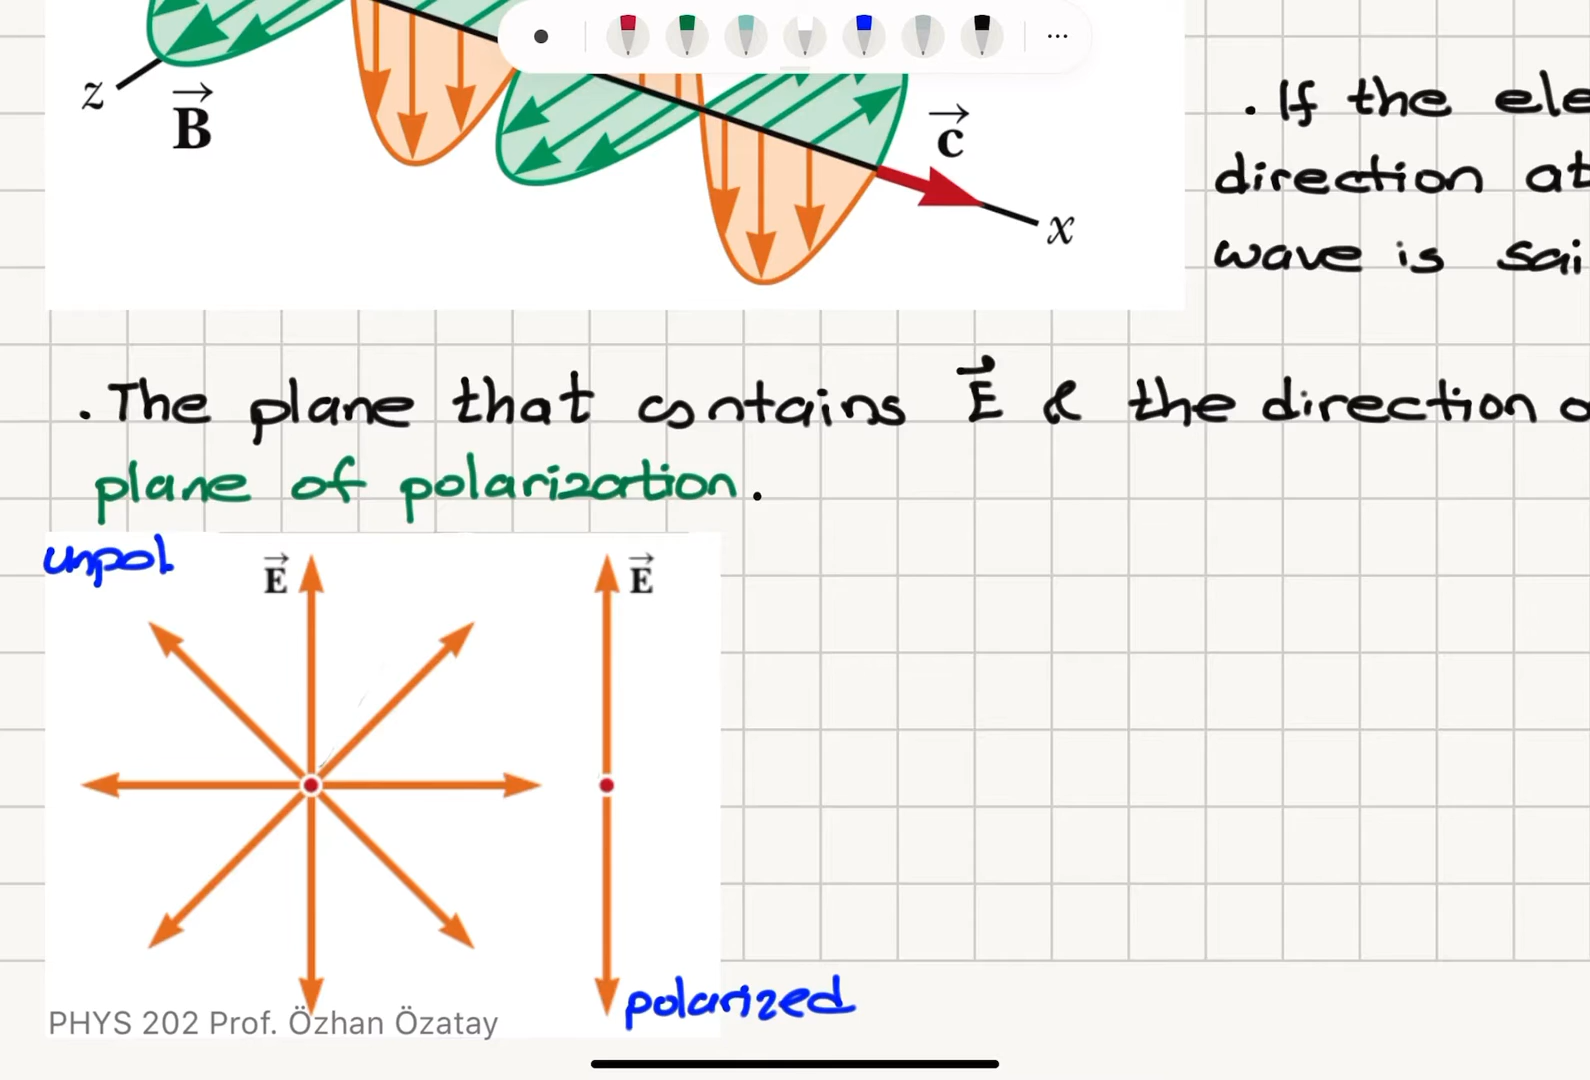 z
B
c
x
. If the ele
direction at
wave is sai
. The plane that contains E & the direction o
plane of polarization.
unpol
E
E
polarized
PHYS 202 Prof. Özhan Özatay